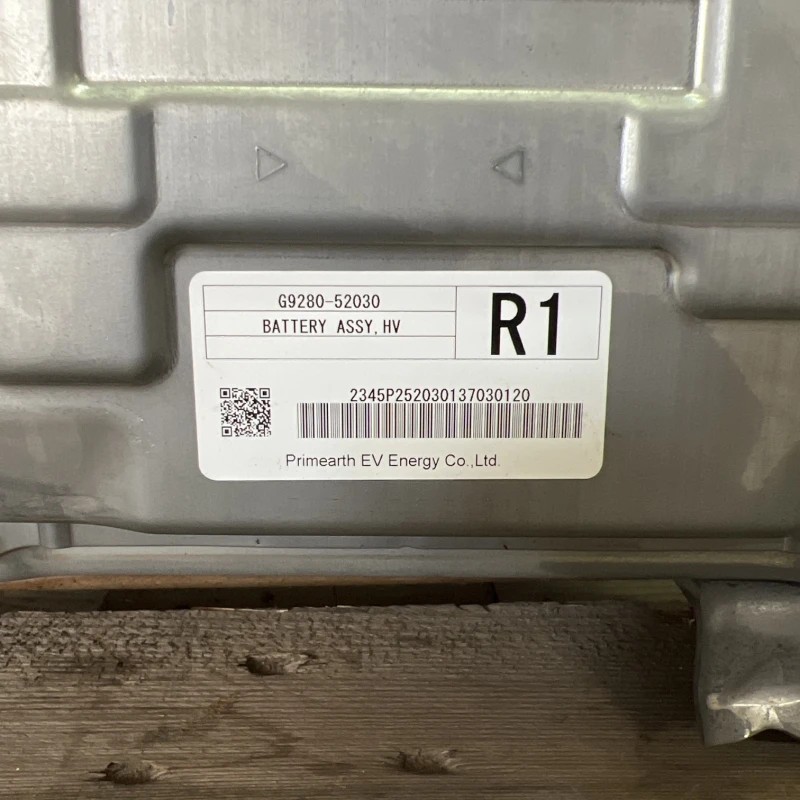 G9280-52030
BATTERY ASSY,HV
R1
2345P252030137030120
Primearth EV Energy Co.,Ltd.